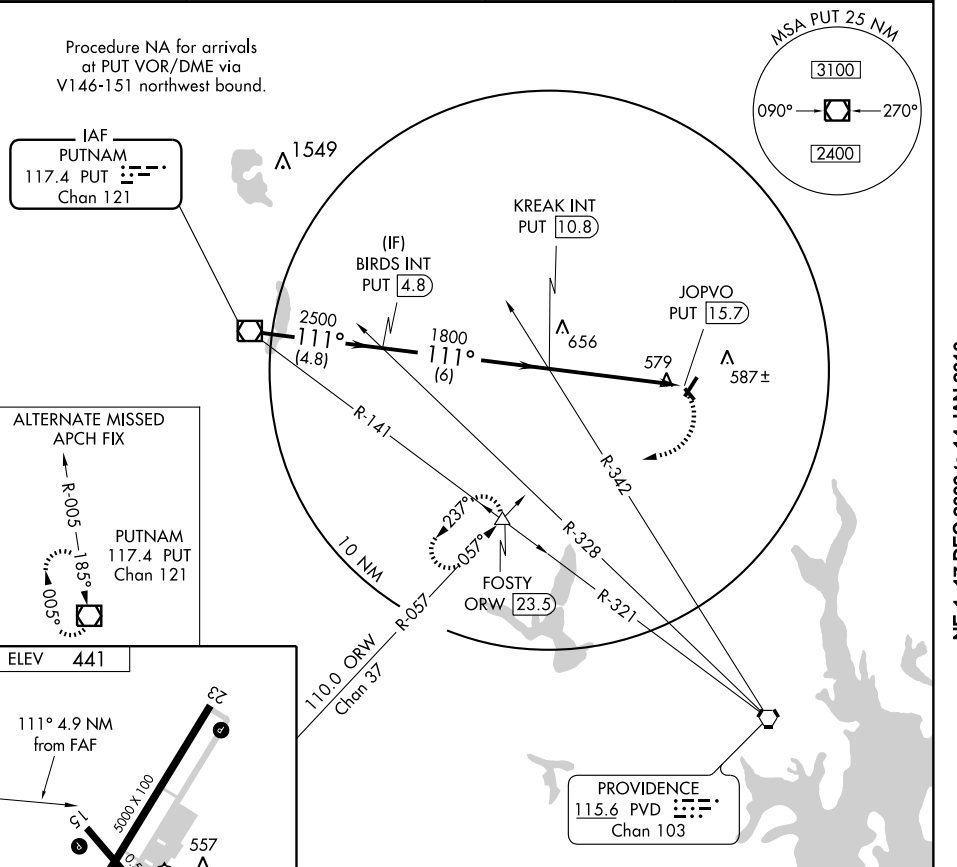 Procedure NA for arrivals
at PUT VOR/DME via
V146-151 northwest bound.
MSA PUT 25 NM
3100
090°
270°
2400
IAF
PUTNAM
117.4 PUT
Chan 121
1549
KREAK INT
PUT 10.8
(IF)
BIRDS INT
PUT 4.8
JOPVO
PUT 15.7
2500
111°
(4.8)
1800
111°
(6)
656
579
587±
R-141
R-342
R-328
R-321
10 NM
237°
057°
FOSTY
ORW 23.5
R-057
110.0 ORW
Chan 37
ALTERNATE MISSED
APCH FIX
R-005
185°
005°
PUTNAM
117.4 PUT
Chan 121
ELEV 441
111° 4.9 NM
from FAF
23
P
5000 X 100
15
P
557
PROVIDENCE
115.6 PVD
Chan 103